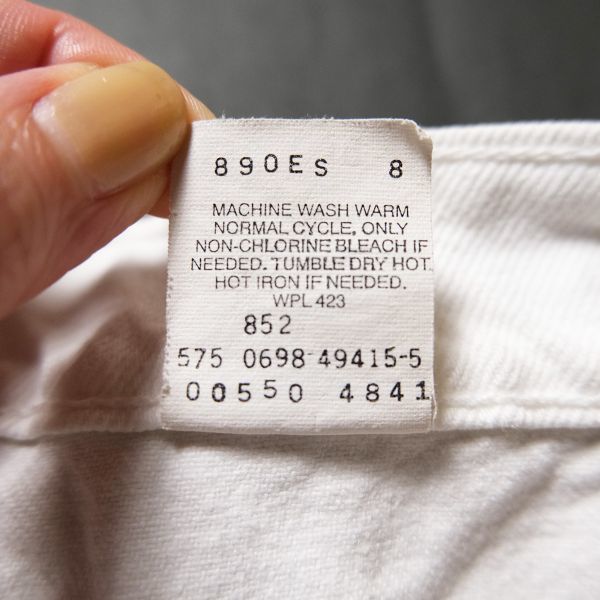 890ES 8
MACHINE WASH WARM
NORMAL CYCLE, ONLY
NON-CHLORINE BLEACH IF
NEEDED. TUMBLE DRY HOT.
HOT IRON IF NEEDED.
WPL 423
852
575 0698-49415-5
00550 4841